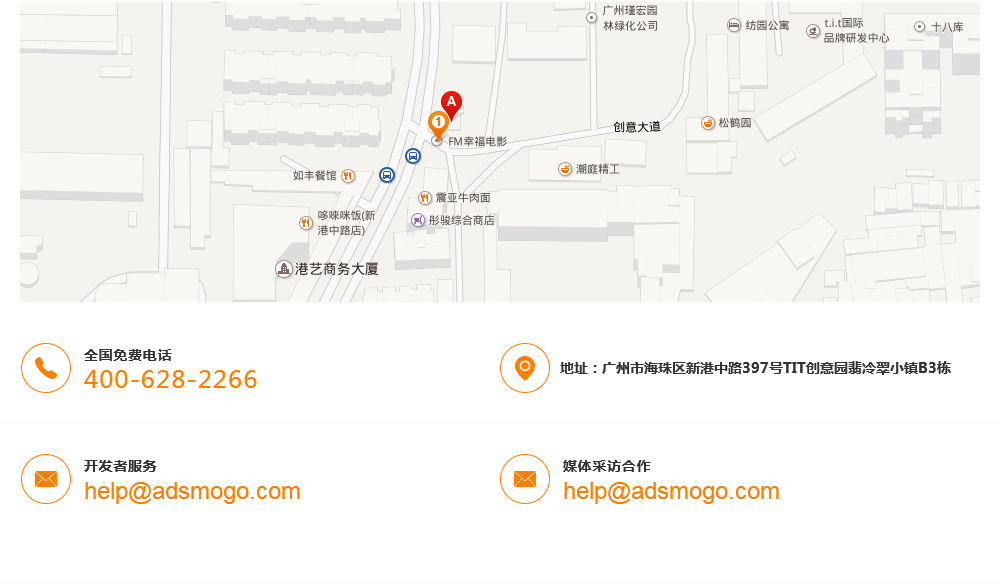 广州瑾宏园
林绿化公司
纺园公寓
t.i.t国际
品牌研发中心
十八库
A
1
FM幸福电影
创意大道
松鹤园
如丰餐馆
潮庭精工
震亚牛肉面
哆唻咪饭(新
港中路店)
彤骏综合商店
港艺商务大厦
全国免费电话
400-628-2266
地址：广州市海珠区新港中路397号TIT创意园翡冷翠小镇B3栋
开发者服务
help@adsmogo.com
媒体采访合作
help@adsmogo.com